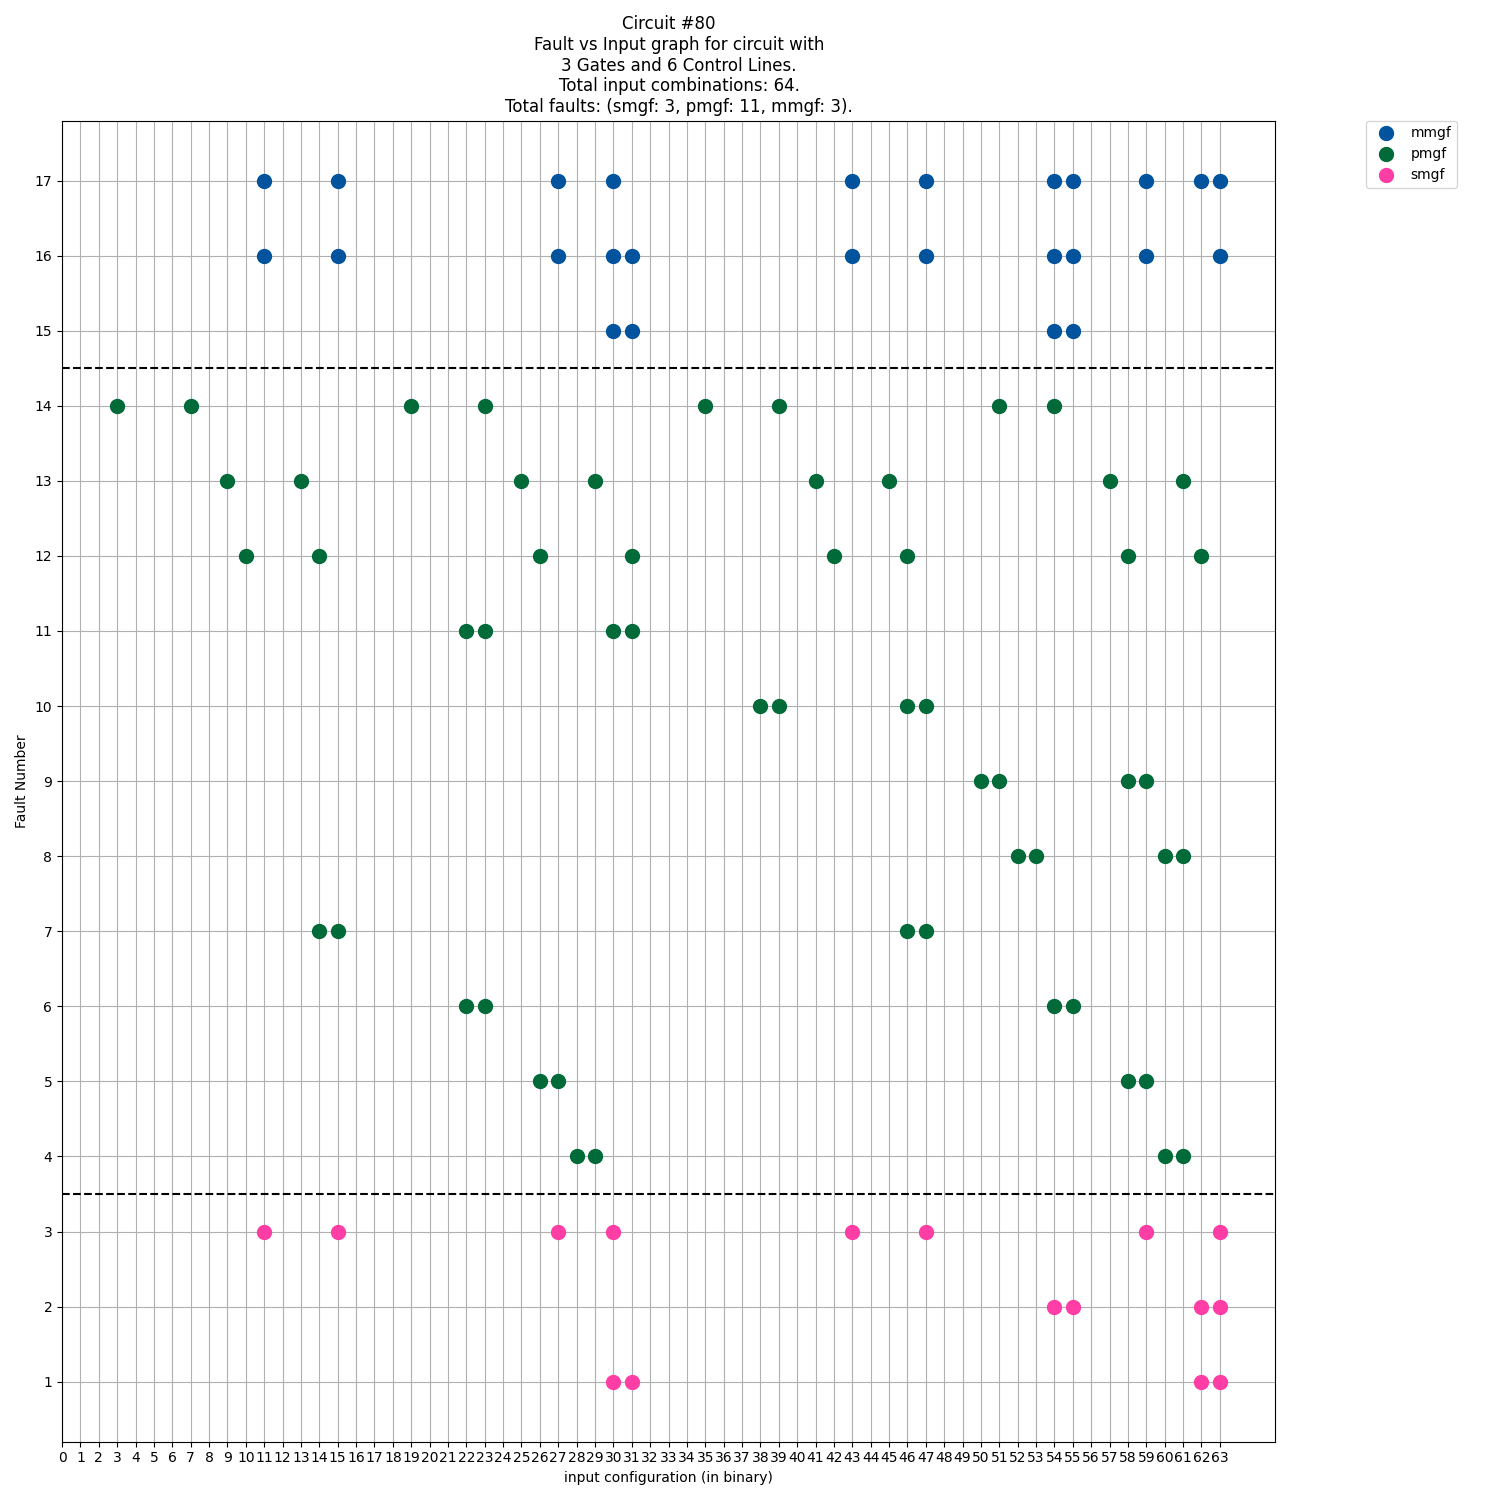 Circuit #80
Fault vs Input graph for circuit with
3 Gates and 6 Control Lines.
Total input combinations: 64.
Total faults: (smgf: 3, pmgf: 11, mmgf: 3).
mmgf
pmgf
smgf
17
16
15
14
13
12
11
10
9
8
7
6
5
4
3
2
1
Fault Number
0 1 2 3 4 5 6 7 8 9 10 11 12 13 14 15 16 17 18 19 20 21 22 23 24 25 26 27 28 29 30 31 32 33 34 35 36 37 38 39 40 41 42 43 44 45 46 47 48 49 50 51 52 53 54 55 56 57 58 59 60 61 62 63
input configuration (in binary)